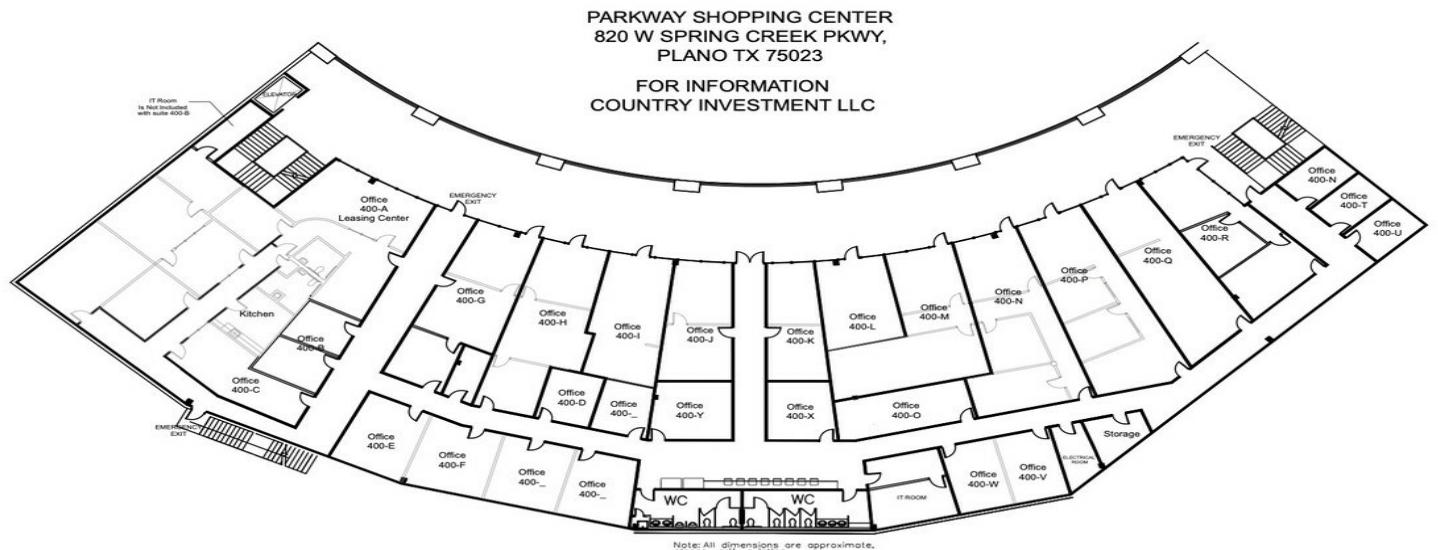 PARKWAY SHOPPING CENTER
820 W SPRING CREEK PKWY,
PLANO TX 75023
FOR INFORMATION
COUNTRY INVESTMENT LLC
IT Room
Is Not Included
with suite 400-B
ELEVATOR
EMERGENCY
EXIT
Office
400-N
Office
400-T
Office
400-U
Office
400-A
Leasing Center
EMERGENCY
EXIT
Office
400-R
Office
400-Q
Office
400-P
Office
400-G
Office
400-H
Office
400-I
Office
400-J
Office
400-K
Office
400-L
Office
400-M
Office
400-N
Kitchen
Office
400-B
Office
400-C
Office
400-D
Office
400-_
Office
400-Y
Office
400-X
Office
400-O
EMERGENCY
EXIT
Office
400-E
Office
400-F
Office
400-_
Office
400-_
WC
WC
IT ROOM
Office
400-W
Office
400-V
ELECTRICAL
ROOM
Storage
Note: All dimensions are approximate.